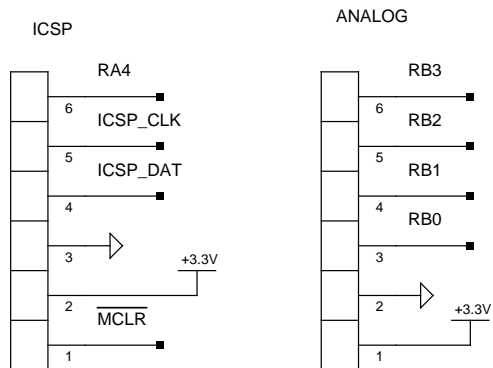 ICSP
RA4
6
ICSP_CLK
5
ICSP_DAT
4
3
+3.3V
2
MCLR
1
ANALOG
RB3
6
RB2
5
RB1
4
RB0
3
2
+3.3V
1